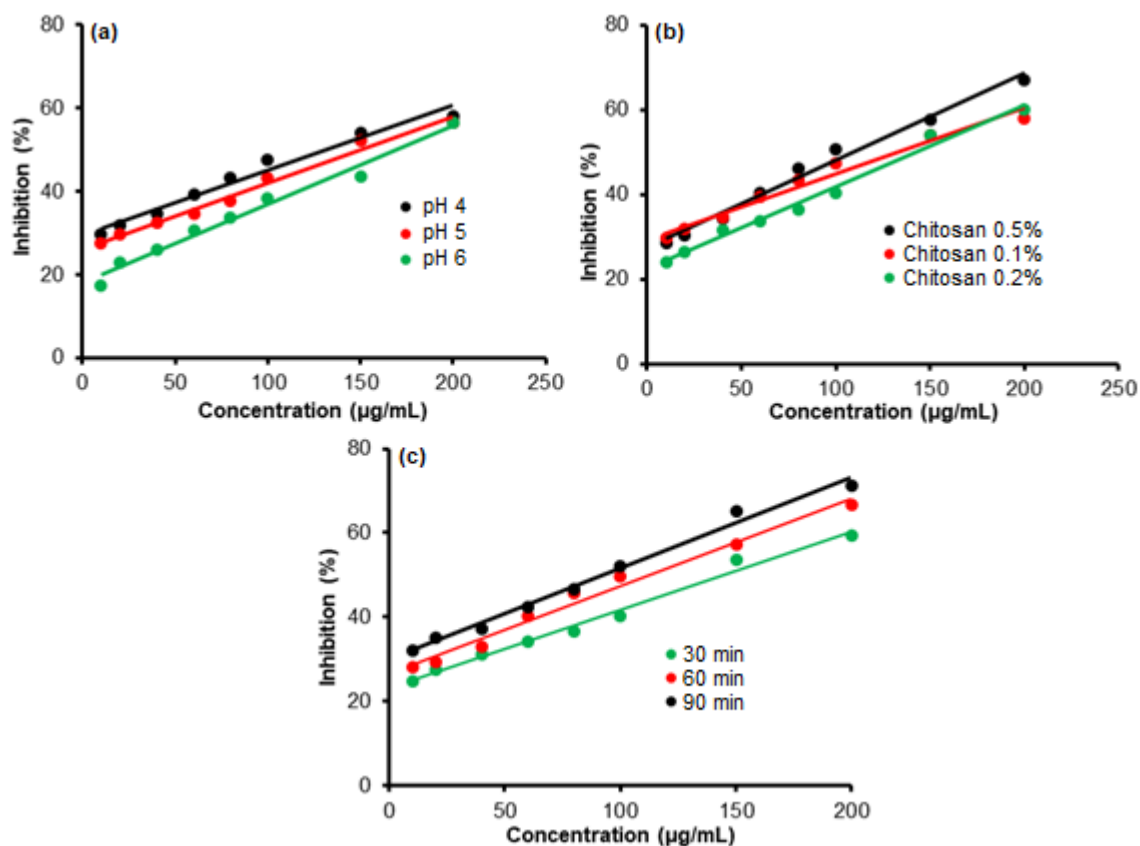 (a)
80
60
40
20
0
Inhibition (%)
pH 4
pH 5
pH 6
0 50 100 150 200 250
Concentration (µg/mL)
(b)
80
60
40
20
0
Inhibition (%)
Chitosan 0.5%
Chitosan 0.1%
Chitosan 0.2%
0 50 100 150 200 250
Concentration (µg/mL)
(c)
80
60
40
20
0
Inhibition (%)
30 min
60 min
90 min
0 50 100 150 200
Concentration (µg/mL)